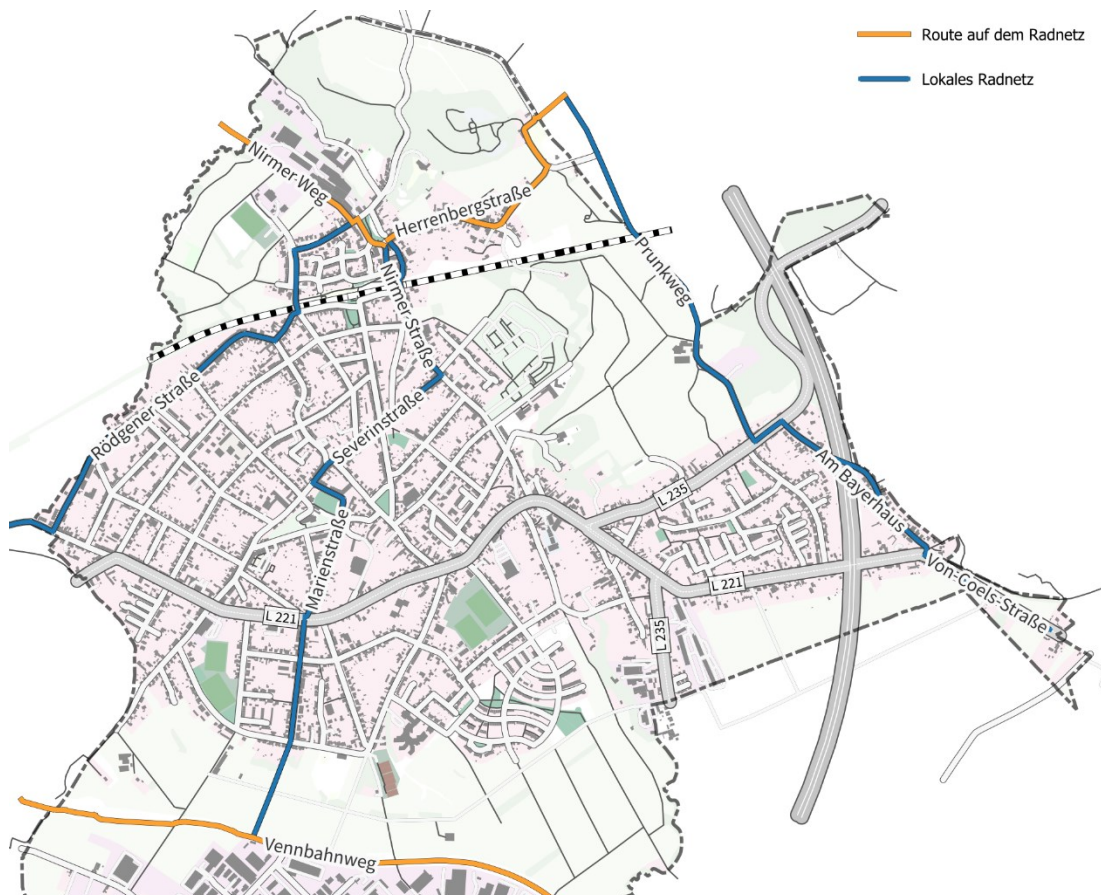 Route auf dem Radnetz
Lokales Radnetz
Nirmer Weg
Herrenbergstraße
Nirmer Straße
Prunkweg
Rödgener Straße
Severinstraße
Marienstraße
L 235
Am Bayerhaus
L 221
Von-Coels-Straße
L 221
L 235
Vennbahnweg